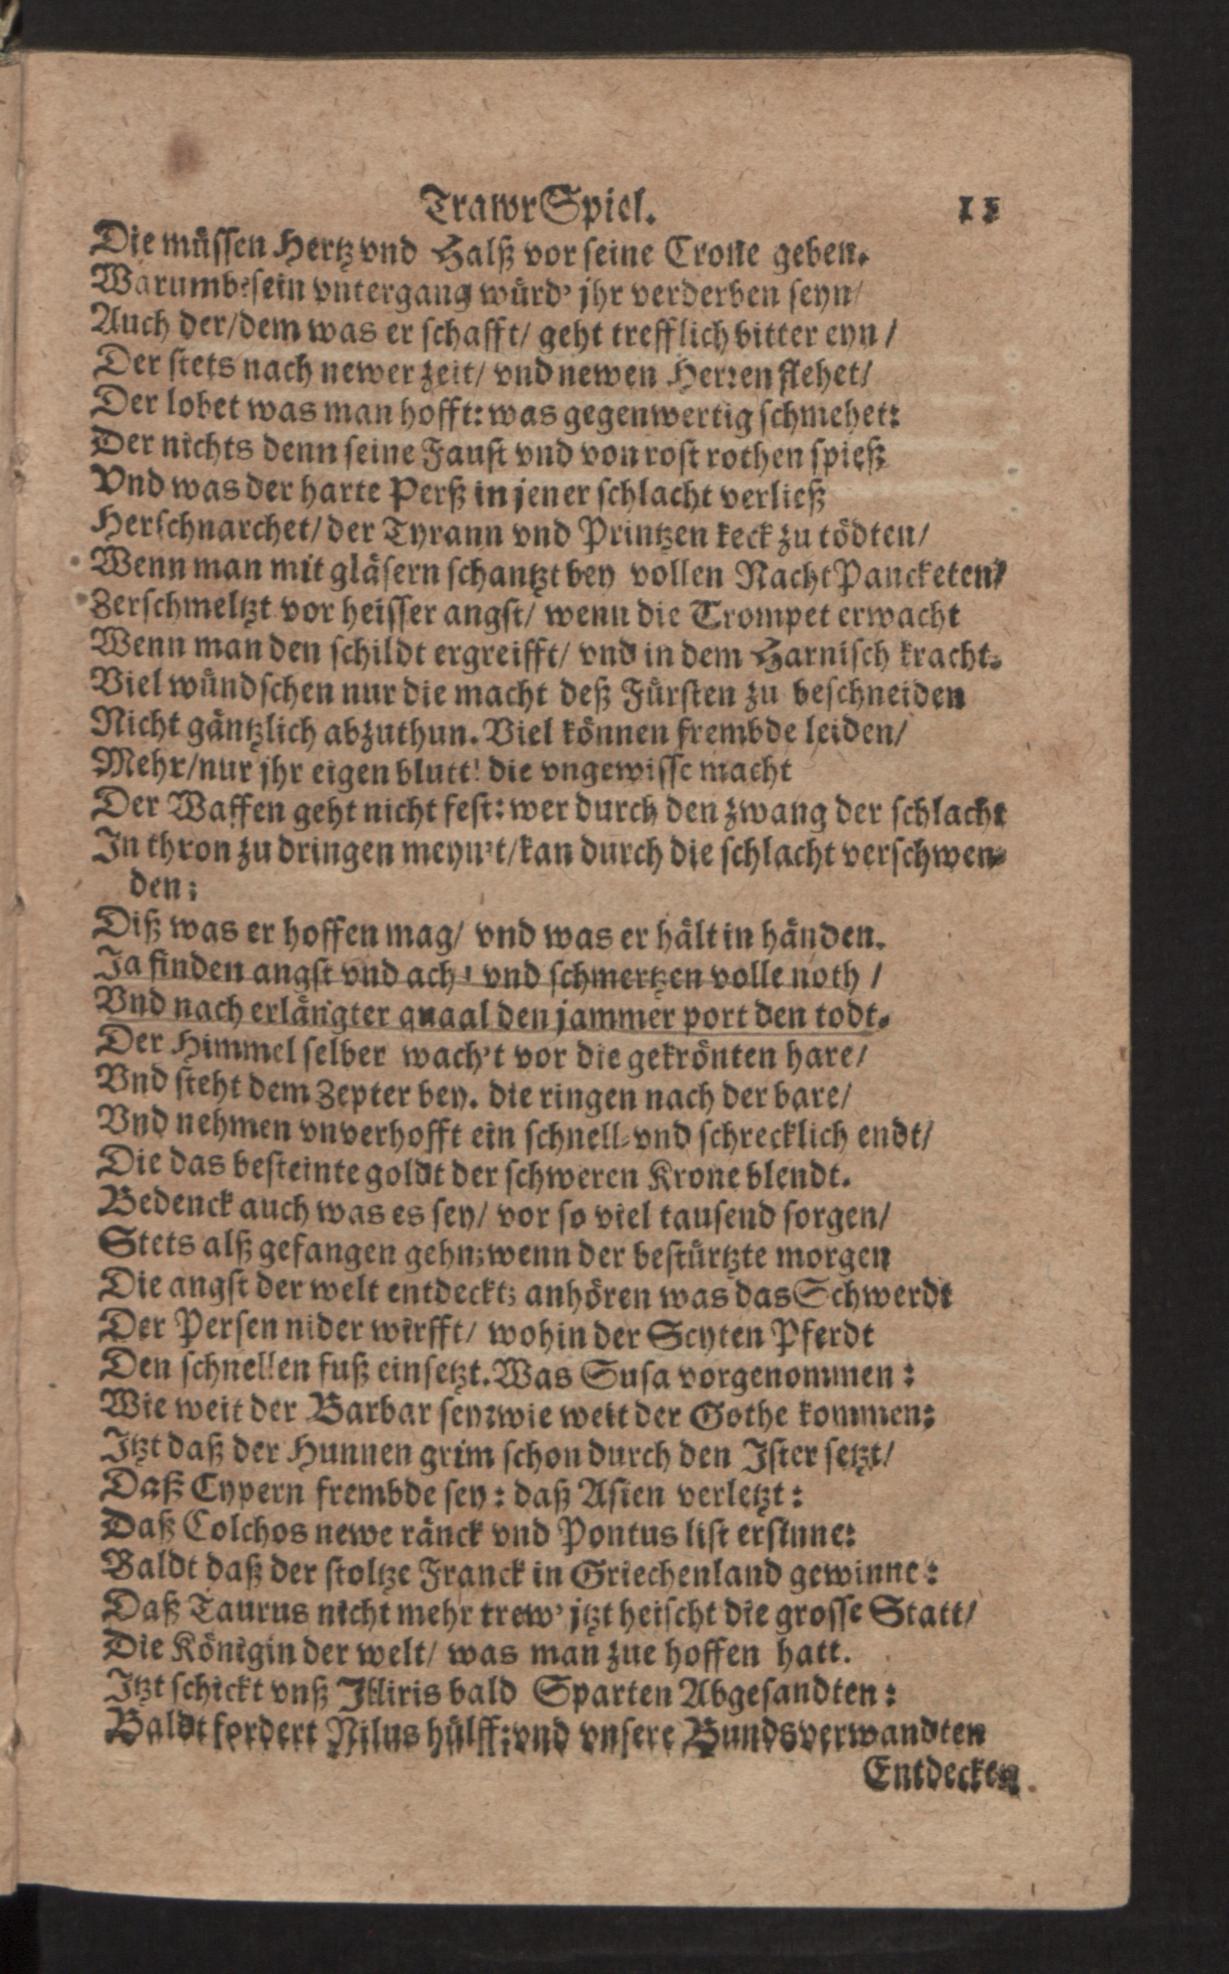 TrawrSpiel. 15
Die müssen Hertz vnd Halß vor seine Crone geben.
Warumb? sein vntergang würd' jhr verderben seyn/
Auch der/dem was er schafft/ geht trefflich bitter eyn/
Der stets nach newer zeit/ vnd newen Herren flehet/
Der lobet was man hofft: was gegenwertig schmehet:
Der nichts denn seine Faust vnd von rost rothen spieß
Vnd was der harte Perß in jener schlacht verließ
Herschnarchet/ der Tyrann vnd Printzen keck zu tödten/
Wenn man mit gläsern schantzt bey vollen NachtPancketen/
Zerschmeltzt vor heisser angst/ wenn die Trompet erwacht
Wenn man den schildt ergreifft/ vnd in dem Harnisch kracht.
Viel wündschen nur die macht deß Fürsten zu beschneiden
Nicht gäntzlich abzuthun. Viel können frembde leiden/
Mehr/nur jhr eigen blutt! die vngewisse macht
Der Waffen geht nicht fest: wer durch den zwang der schlacht
In thron zu dringen meyn't/kan durch die schlacht verschwen-
den:
Diß was er hoffen mag/ vnd was er hält in händen.
Ja finden angst vnd ach' vnd schmertzen volle noth/
Vnd nach erlängter quaal den jammer port den todt.
Der Himmel selber wach't vor die gekrönten hare/
Vnd steht dem Zepter bey. die ringen nach der bare/
Vnd nehmen vnverhofft ein schnell-vnd schrecklich endt/
Die das besteinte goldt der schweren Krone blendt.
Bedenck auch was es sey/ vor so viel tausend sorgen/
Stets alß gefangen gehn; wenn der bestürtzte morgen
Die angst der welt entdeckt; anhören was das Schwerdt
Der Persen nider wirfft/ wohin der Scyten Pferdt
Den schnellen fuß einsetzt. Was Susa vorgenommen:
Wie weit der Barbar sey: wie weit der Gothe kommen:
Itzt daß der Hunnen grim schon durch den Ister setzt/
Daß Cypern frembde sey: daß Asien verletzt:
Daß Colchos newe ränck vnd Pontus list ersinne:
Baldt daß der stoltze Franck in Griechenland gewinne:
Daß Taurus nicht mehr trew' jtzt heischt die grosse Statt/
Die Königin der welt/ was man zue hoffen hatt.
Itzt schickt vnß Illiris bald Sparten Abgesandten:
Baldt fordert Nilus hülff: vnd vnsere Bundsverwandten
Entdecken